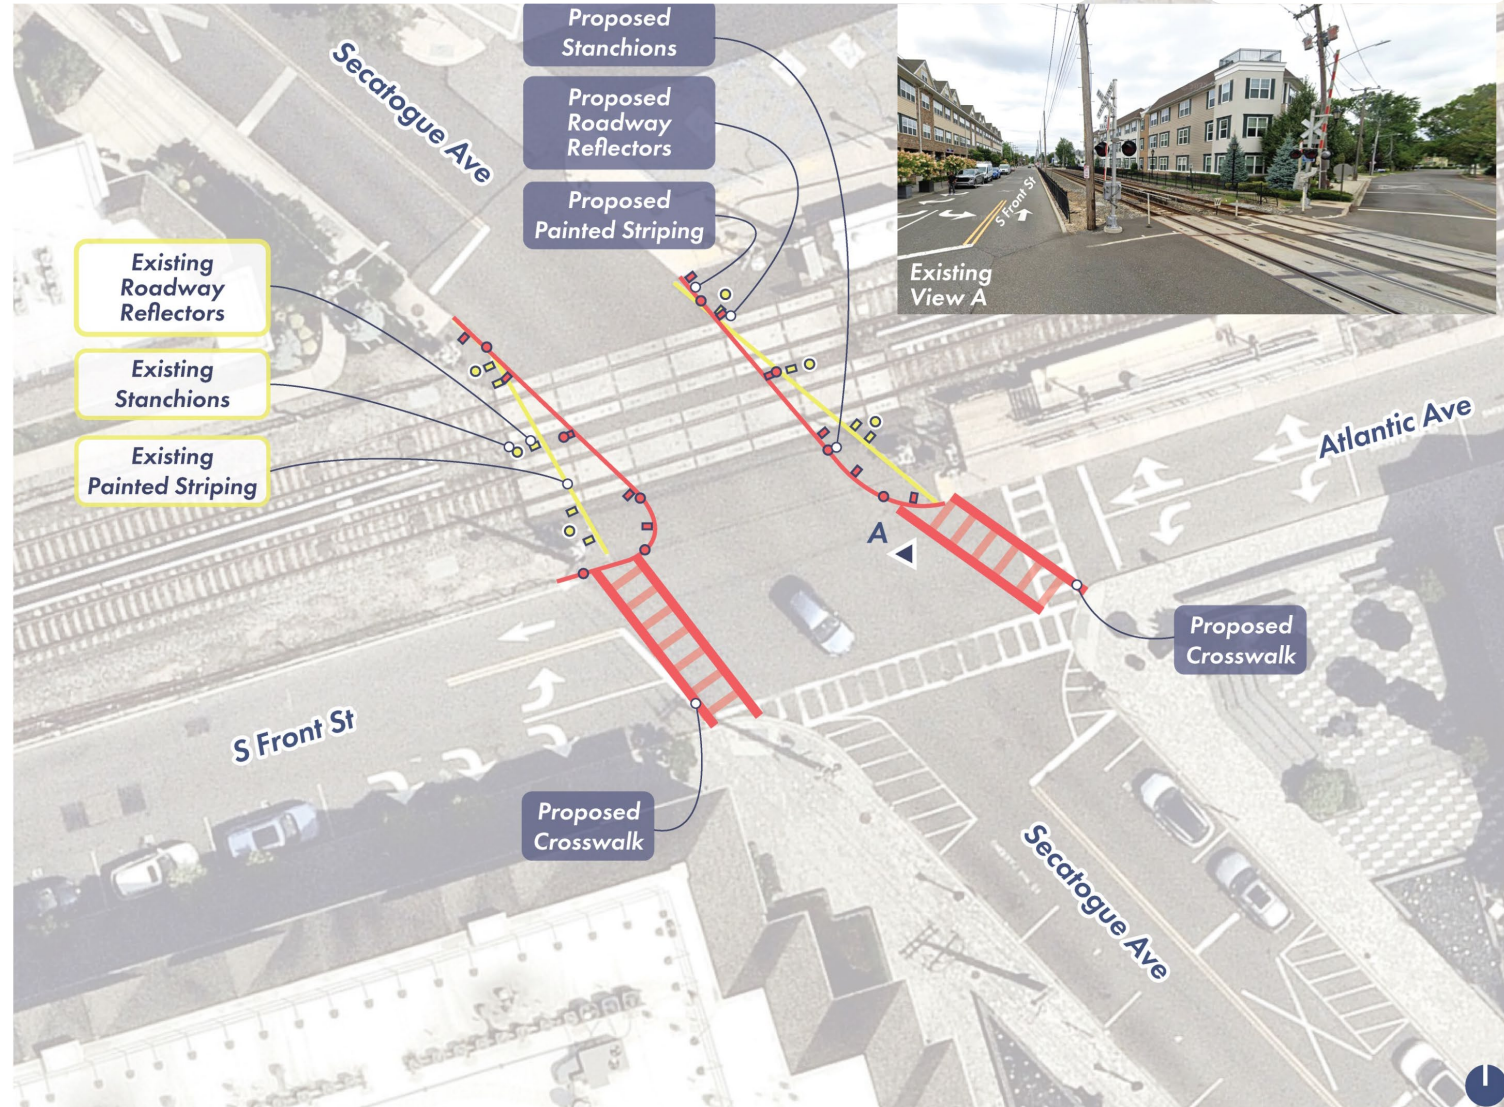 Proposed
Stanchions
Proposed
Roadway
Reflectors
Proposed
Painted Striping
Secatogue Ave
Existing
Roadway
Reflectors
Existing
Stanchions
Existing
Painted Striping
S Front St
Existing
View A
Atlantic Ave
A
Proposed
Crosswalk
S Front St
Proposed
Crosswalk
Secatogue Ave